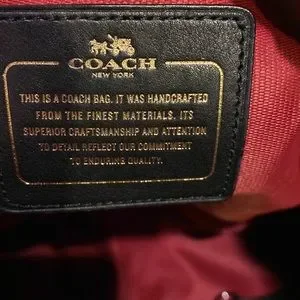 COACH
NEW YORK
THIS IS A COACH BAG. IT WAS HANDCRAFTED
FROM THE FINEST MATERIALS. ITS
SUPERIOR CRAFTSMANSHIP AND ATTENTION
TO DETAIL REFLECT OUR COMMITMENT
TO ENDURING QUALITY.